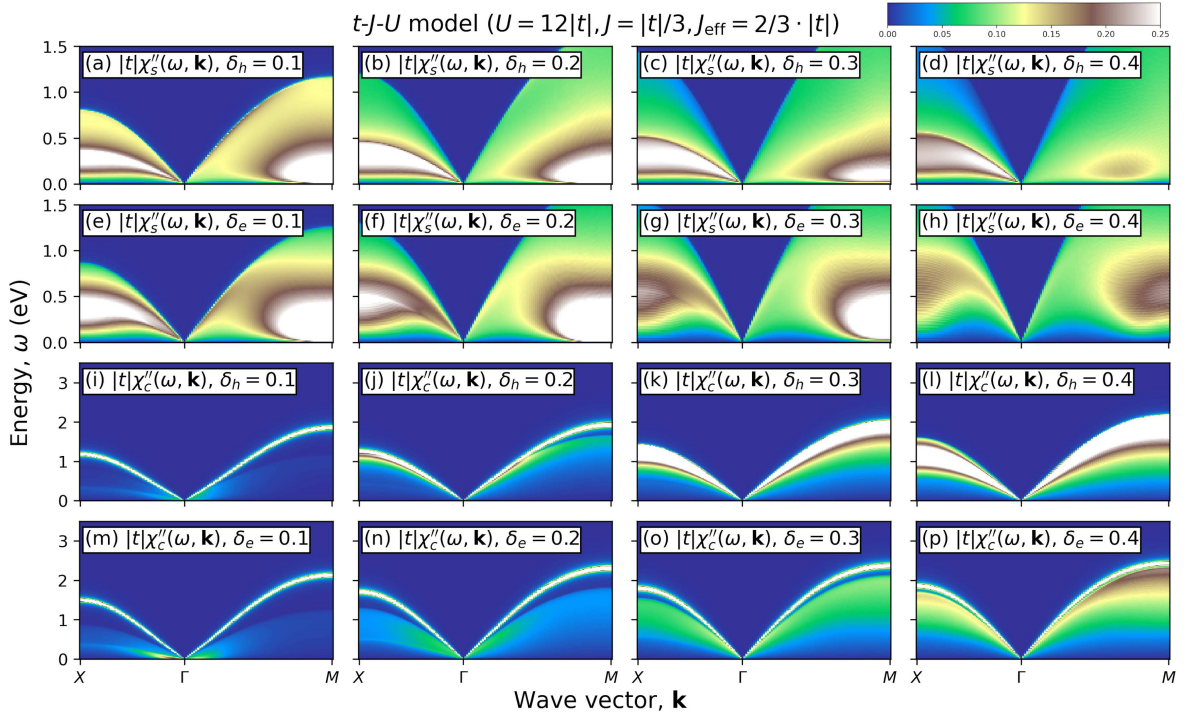 t-J-U model (U = 12|t|, J = |t|/3, J_eff = 2/3 · |t|)
0.00 0.05 0.10 0.15 0.20 0.25
1.5 1.0 0.5 0.0
(a) |t|χ″_s(ω, k), δ_h = 0.1
(b) |t|χ″_s(ω, k), δ_h = 0.2
(c) |t|χ″_s(ω, k), δ_h = 0.3
(d) |t|χ″_s(ω, k), δ_h = 0.4
1.5 1.0 0.5 0.0
(e) |t|χ″_s(ω, k), δ_e = 0.1
(f) |t|χ″_s(ω, k), δ_e = 0.2
(g) |t|χ″_s(ω, k), δ_e = 0.3
(h) |t|χ″_s(ω, k), δ_e = 0.4
Energy, ω (eV)
3 2 1 0
(i) |t|χ″_c(ω, k), δ_h = 0.1
(j) |t|χ″_c(ω, k), δ_h = 0.2
(k) |t|χ″_c(ω, k), δ_h = 0.3
(l) |t|χ″_c(ω, k), δ_h = 0.4
3 2 1 0
(m) |t|χ″_c(ω, k), δ_e = 0.1
(n) |t|χ″_c(ω, k), δ_e = 0.2
(o) |t|χ″_c(ω, k), δ_e = 0.3
(p) |t|χ″_c(ω, k), δ_e = 0.4
X Γ M X Γ M X Γ M X Γ M
Wave vector, k